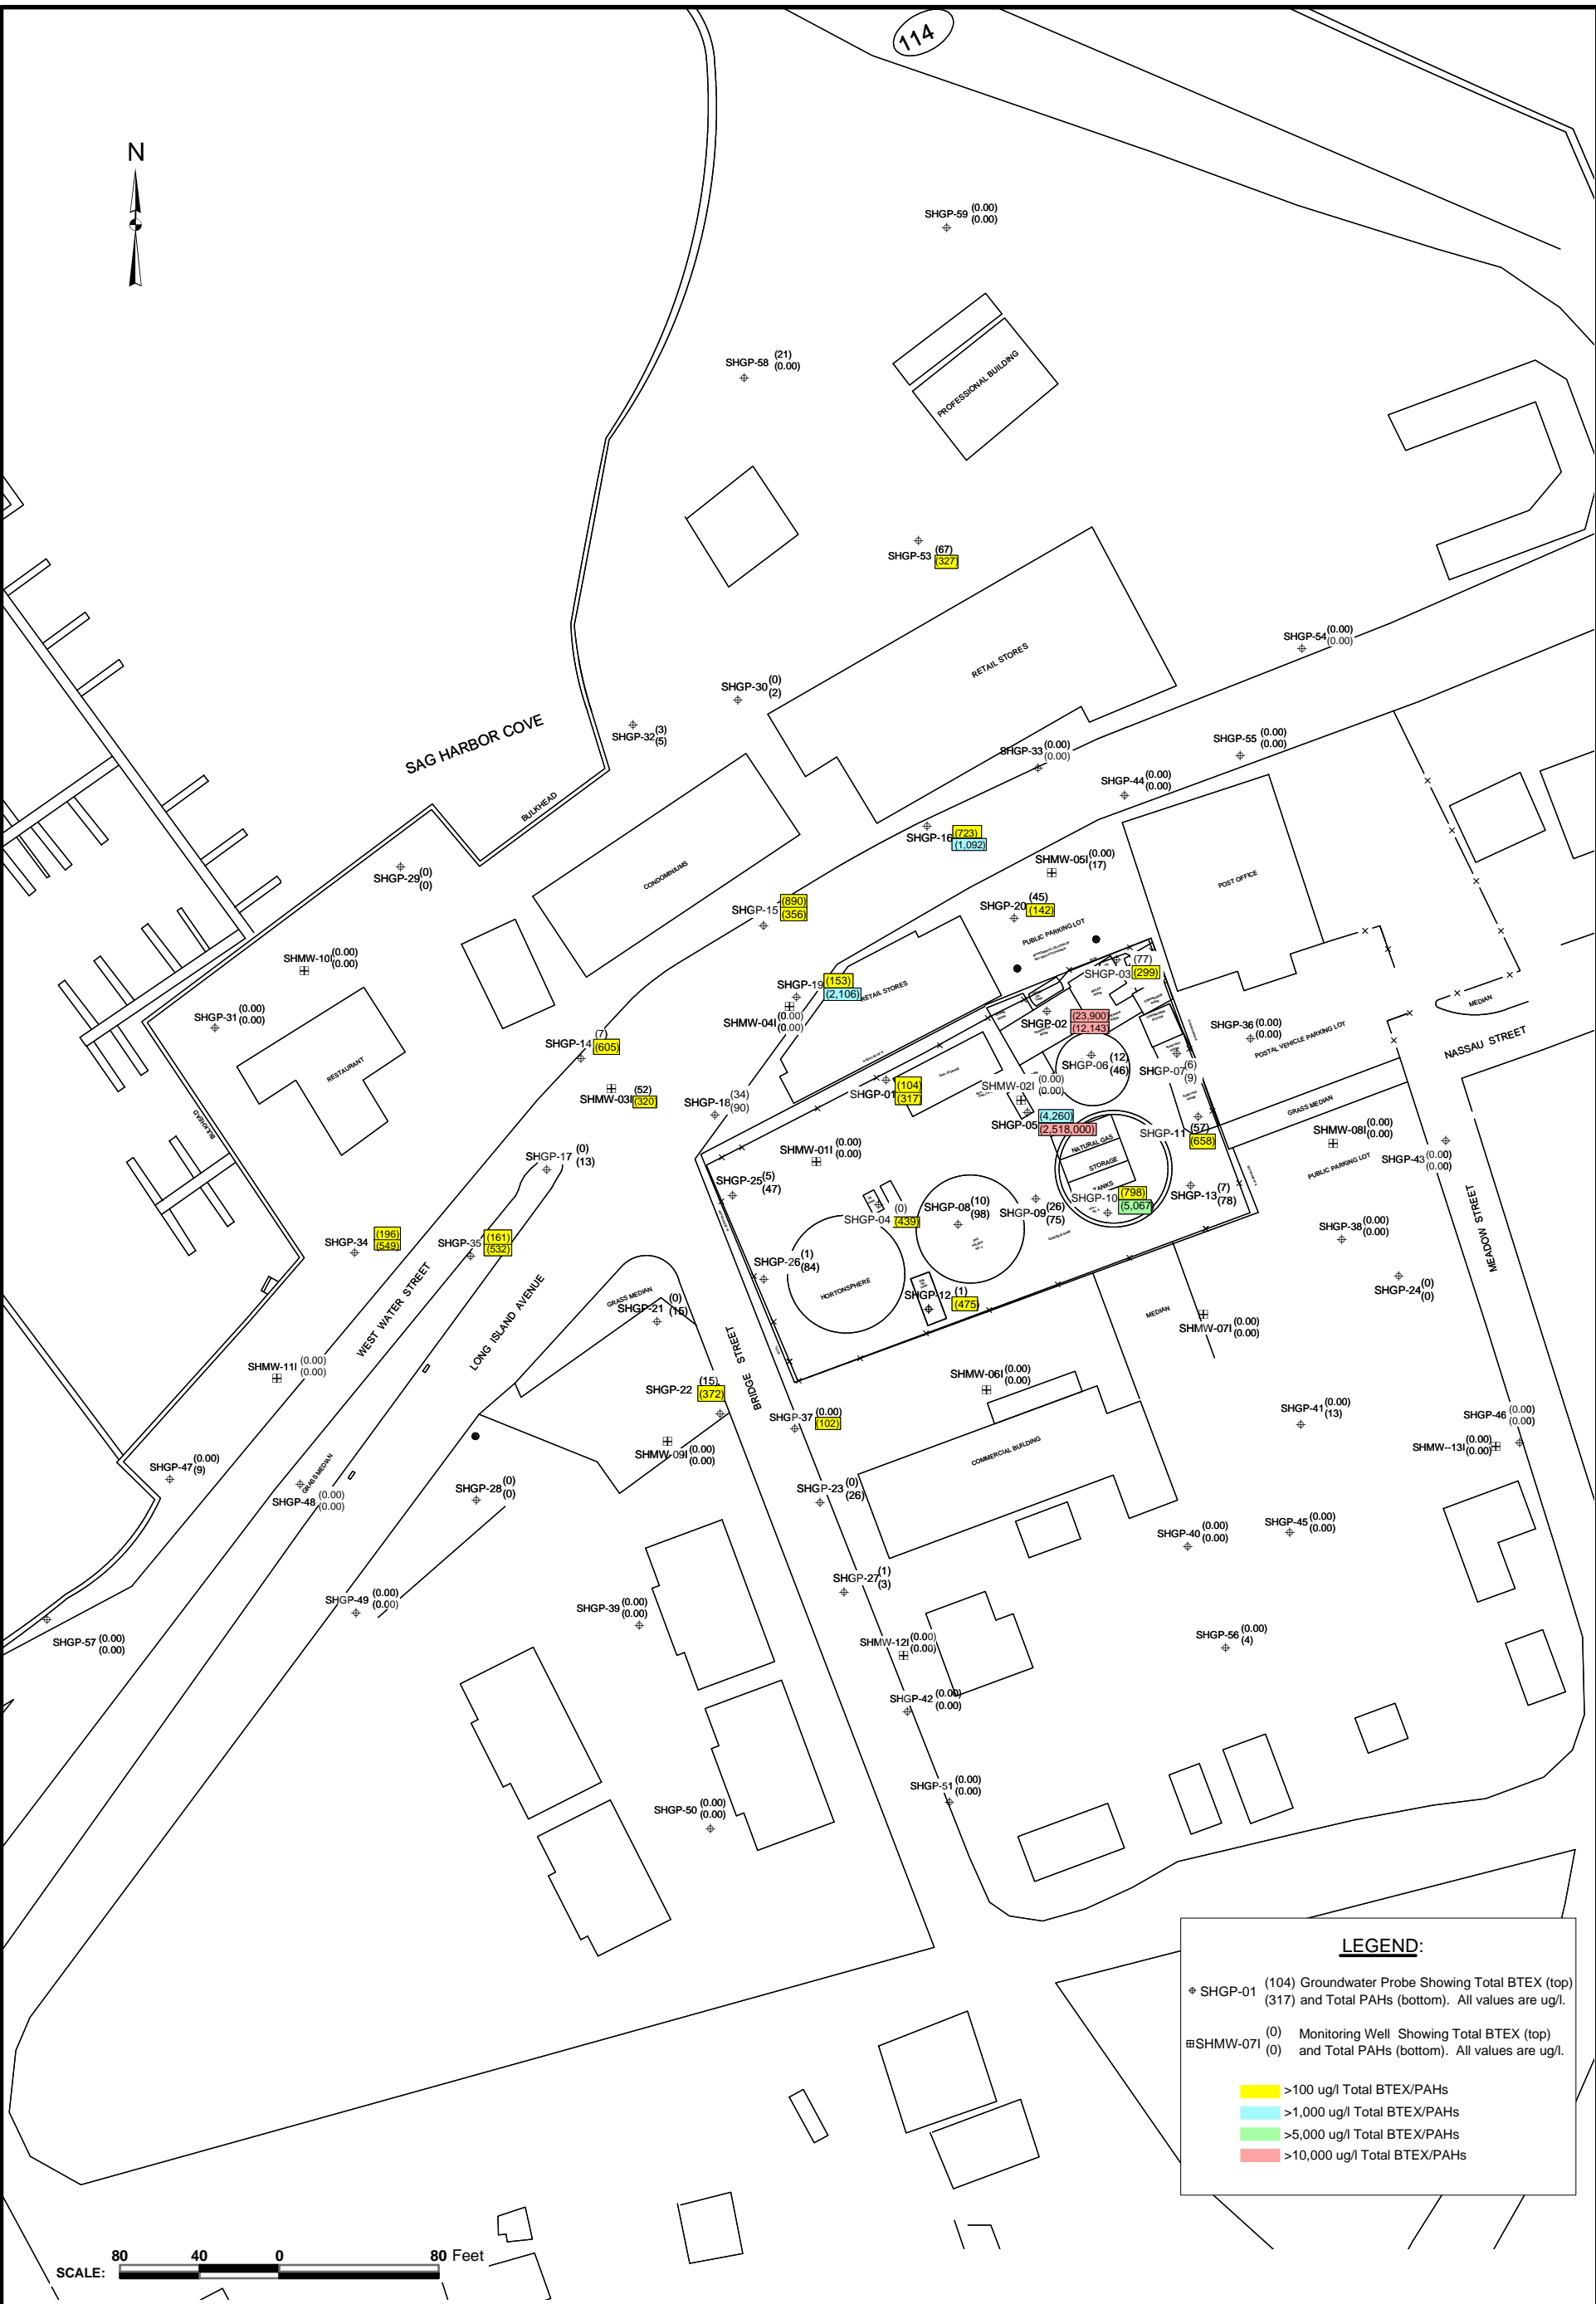 114
N
SHGP-59 (0.00)
(0.00)
SHGP-58 (21)
(0.00)
PROFESSIONAL BUILDING
SHGP-53 (67)
(327)
RETAIL STORES
SHGP-54 (0.00)
(0.00)
SHGP-30 (0)
(2)
SHGP-32 (3)
(5)
SAG HARBOR COVE
BULKHEAD
SHGP-33 (0.00)
(0.00)
SHGP-55 (0.00)
(0.00)
SHGP-44 (0.00)
(0.00)
SHGP-16 (723)
(1,092)
SHMW-05I (0.00)
(17)
POST OFFICE
CONDOMINIUMS
SHGP-29 (0)
(0)
SHGP-15 (890)
(356)
SHGP-20 (45)
(142)
PUBLIC PARKING LOT
SHMW-10I (0.00)
(0.00)
SHGP-03 (77)
(299)
SHGP-19 (153)
(2,106)
RETAIL STORES
SHMW-04I (0.00)
(0.00)
SHGP-31 (0.00)
(0.00)
SHGP-02 (23,900)
(12,143)
SHGP-36 (0.00)
(0.00)
POSTAL VEHICLE PARKING LOT
MEDIAN
NASSAU STREET
RESTAURANT
SHGP-14 (7)
(605)
SHGP-06 (12)
(46)
SHGP-07 (6)
(9)
SHMW-03I (52)
(320)
SHGP-18 (34)
(90)
SHGP-01 (104)
(317)
SHMW-02I (0.00)
(0.00)
SHGP-05 (4,260)
(2,518,000)
GRASS MEDIAN
BULKHEAD
NATURAL GAS
STORAGE
TANKS
SHGP-11 (57)
(658)
SHMW-08I (0.00)
(0.00)
PUBLIC PARKING LOT
SHGP-43 (0.00)
(0.00)
SHGP-17 (0)
(13)
SHMW-01I (0.00)
(0.00)
SHGP-25 (5)
(47)
SHGP-04 (0)
(439)
SHGP-08 (10)
(98)
SHGP-09 (26)
(75)
SHGP-10 (798)
(5,067)
SHGP-13 (7)
(78)
SHGP-34 (196)
(549)
SHGP-35 (161)
(532)
SHGP-38 (0.00)
(0.00)
MEADOW STREET
SHGP-26 (1)
(84)
HORTONSPHERE
SHGP-12 (1)
(475)
SHGP-24 (0)
(0)
WEST WATER STREET
LONG ISLAND AVENUE
GRASS MEDIAN
SHGP-21 (0)
(15)
MEDIAN
SHMW-07I (0.00)
(0.00)
BRIDGE STREET
SHMW-11I (0.00)
(0.00)
SHGP-22 (15)
(372)
SHMW-06I (0.00)
(0.00)
SHGP-37 (0.00)
(102)
SHGP-41 (0.00)
(13)
SHGP-46 (0.00)
(0.00)
SHMW-09I (0.00)
(0.00)
COMMERCIAL BUILDING
SHMW--13I (0.00)
(0.00)
SHGP-47 (0.00)
(9)
GRASS MEDIAN
SHGP-48 (0.00)
(0.00)
SHGP-28 (0)
(0)
SHGP-23 (0)
(26)
SHGP-40 (0.00)
(0.00)
SHGP-45 (0.00)
(0.00)
SHGP-27 (1)
(3)
SHGP-49 (0.00)
(0.00)
SHGP-39 (0.00)
(0.00)
SHGP-57 (0.00)
(0.00)
SHMW-12I (0.00)
(0.00)
SHGP-56 (0.00)
(4)
SHGP-42 (0.00)
(0.00)
SHGP-51 (0.00)
(0.00)
SHGP-50 (0.00)
(0.00)
LEGEND:
SHGP-01 (104) Groundwater Probe Showing Total BTEX (top)
(317) and Total PAHs (bottom). All values are ug/l.
SHMW-07I (0) Monitoring Well Showing Total BTEX (top)
(0) and Total PAHs (bottom). All values are ug/l.
>100 ug/l Total BTEX/PAHs
>1,000 ug/l Total BTEX/PAHs
>5,000 ug/l Total BTEX/PAHs
>10,000 ug/l Total BTEX/PAHs
SCALE: 80 40 0 80 Feet